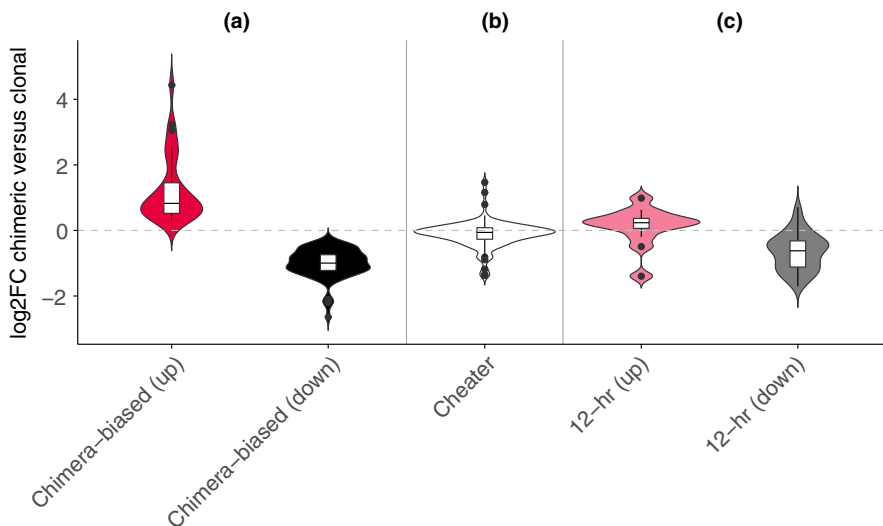 (a) (b) (c)
log2FC chimeric versus clonal
4
2
0
−2
Chimera−biased (up)
Chimera−biased (down)
Cheater
12−hr (up)
12−hr (down)